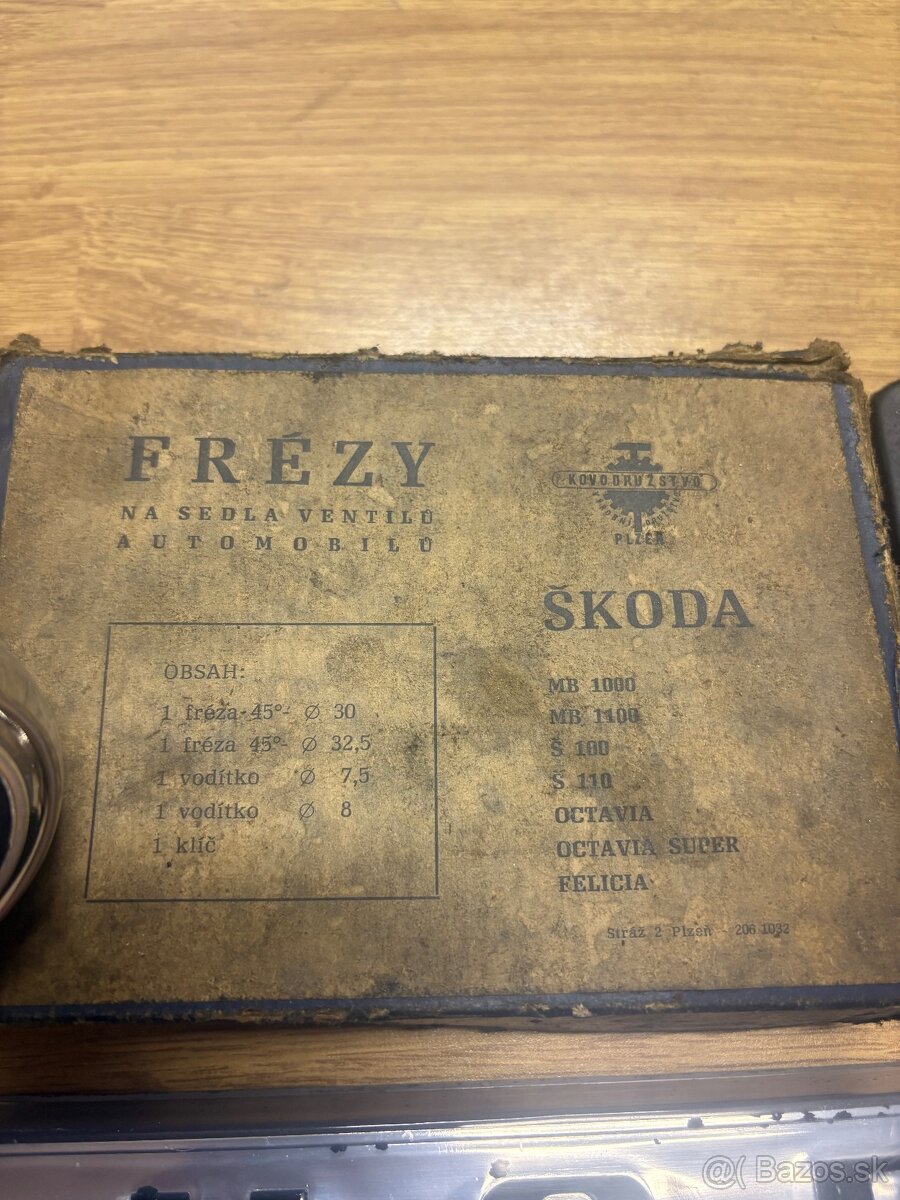 FRÉZY
NA SEDLA VENTILŮ
AUTOMOBILŮ
KOVODRUŽSTVO
PLZEŇ
ŠKODA
OBSAH:
1 fréza 45°- ∅ 30
1 fréza 45°- ∅ 32,5
1 vodítko ∅ 7,5
1 vodítko ∅ 8
1 klíč
MB 1000
MB 1100
Š 100
Š 110
OCTAVIA
OCTAVIA SUPER
FELICIA
Stráž 2 Plzeň - 206 1032
@( Bazos.sk